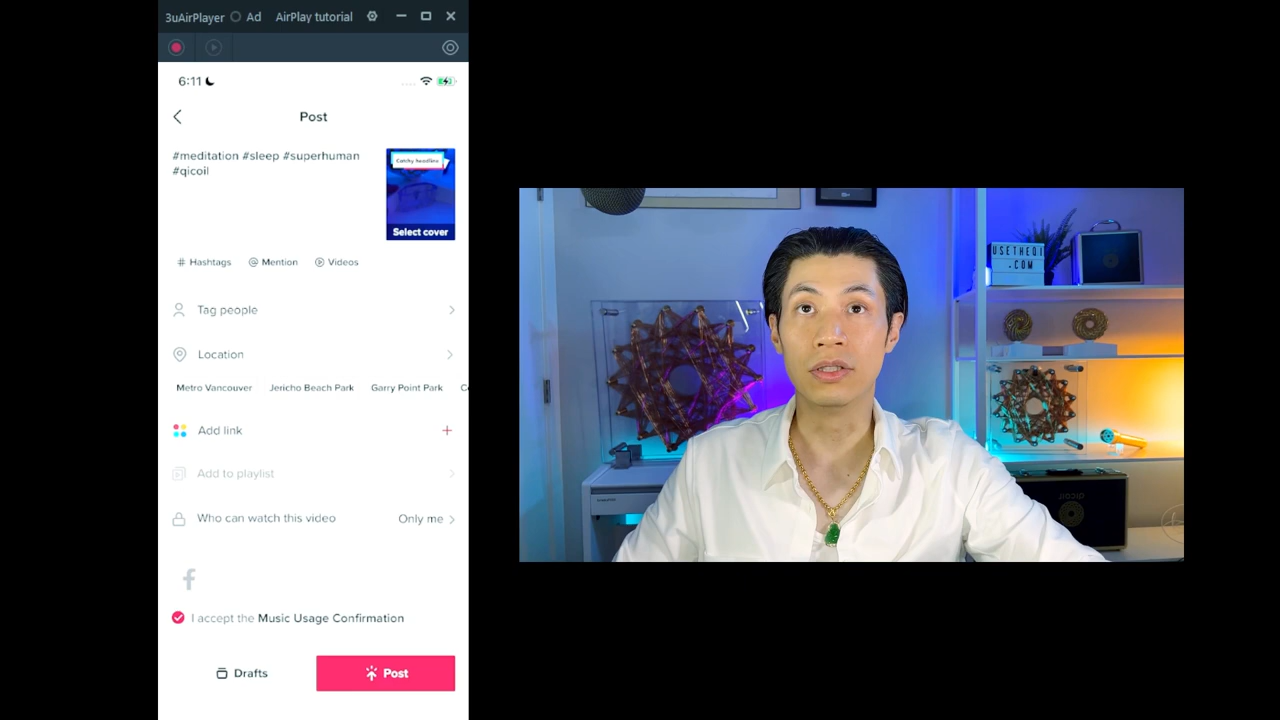 3uAirPlayer
Ad
AirPlay tutorial
6:11
Post
#meditation #sleep #superhuman
#qicoil
Catchy headline
Select cover
# Hashtags
@ Mention
Videos
Tag people
Location
Metro Vancouver
Jericho Beach Park
Garry Point Park
Add link
Add to playlist
Who can watch this video
Only me
I accept the Music Usage Confirmation
Drafts
Post
USETHEQI
.COM